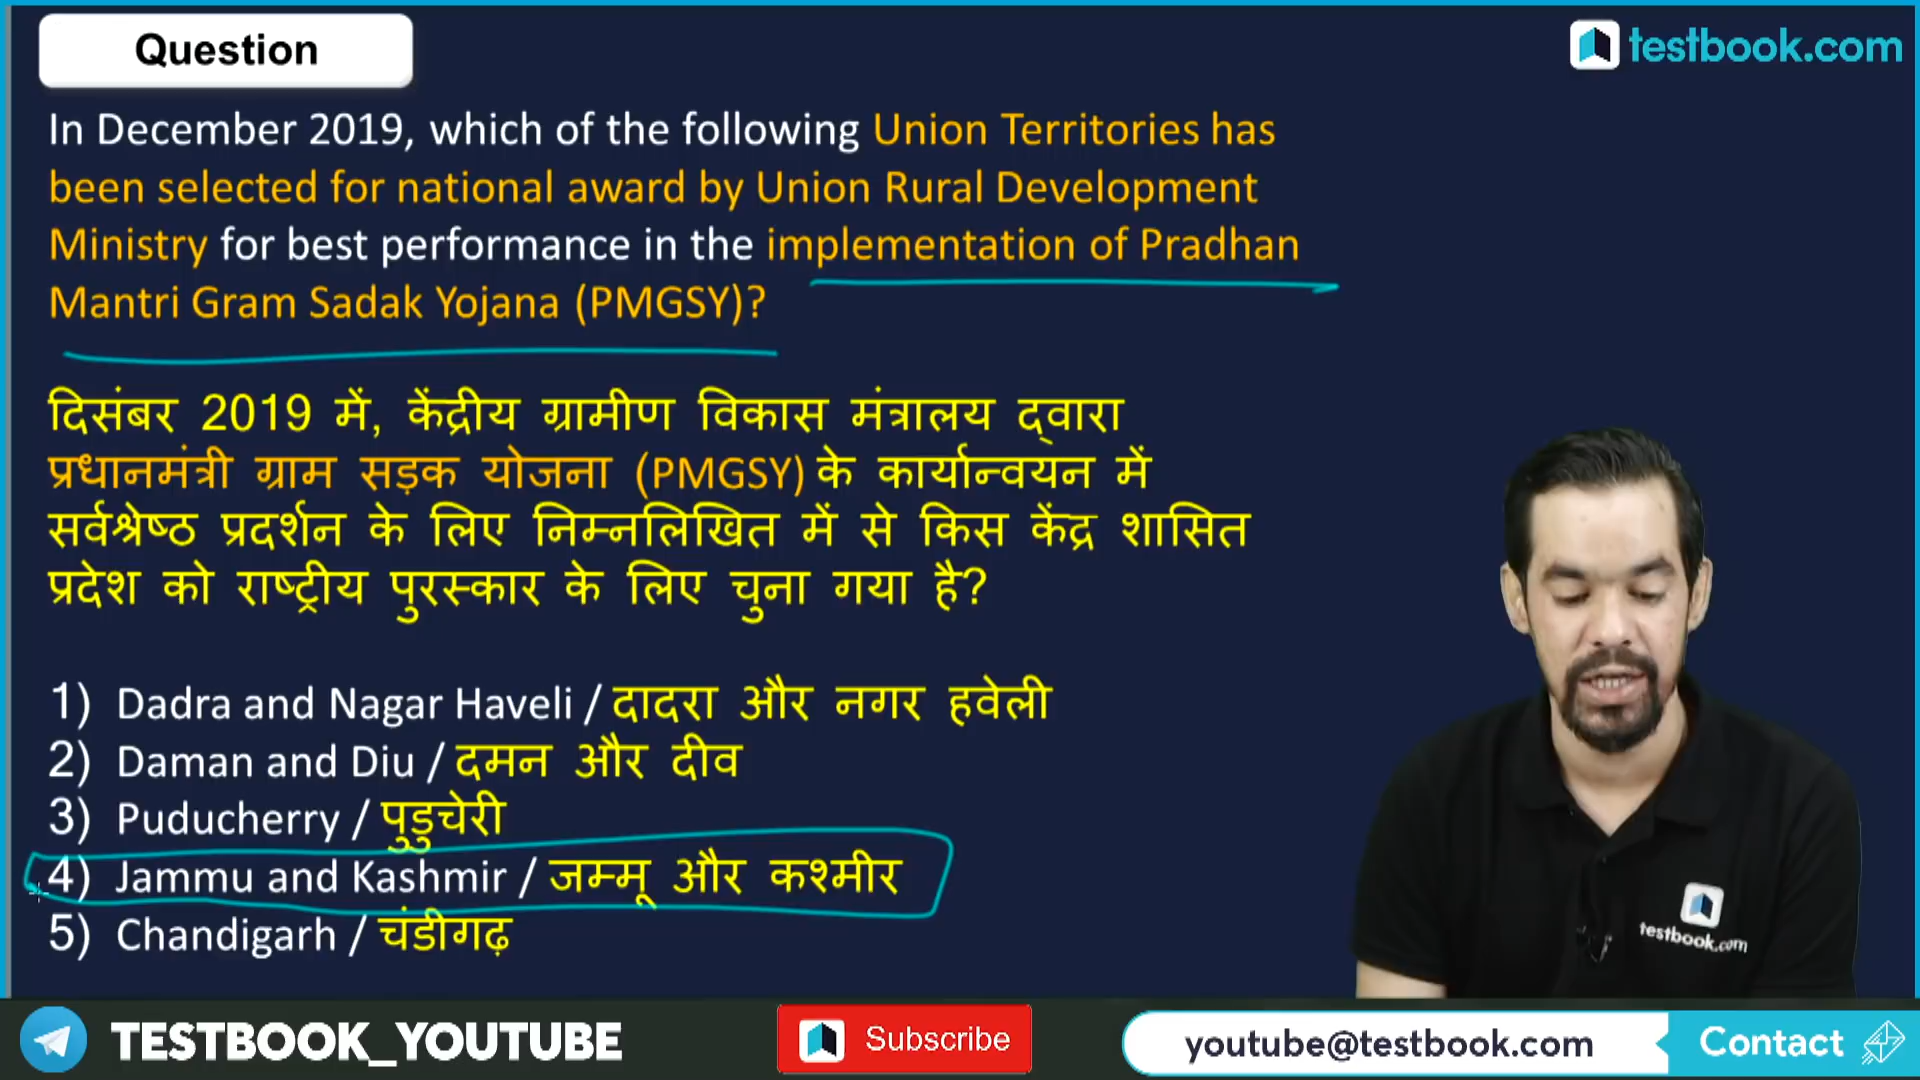 Question
testbook.com
In December 2019, which of the following Union Territories has
been selected for national award by Union Rural Development
Ministry for best performance in the implementation of Pradhan
Mantri Gram Sadak Yojana (PMGSY)?
दिसंबर 2019 में, केंद्रीय ग्रामीण विकास मंत्रालय द्वारा
प्रधानमंत्री ग्राम सड़क योजना (PMGSY) के कार्यान्वयन में
सर्वश्रेष्ठ प्रदर्शन के लिए निम्नलिखित में से किस केंद्र शासित
प्रदेश को राष्ट्रीय पुरस्कार के लिए चुना गया है?
1) Dadra and Nagar Haveli / दादरा और नगर हवेली
2) Daman and Diu / दमन और दीव
3) Puducherry / पुडुचेरी
4) Jammu and Kashmir / जम्मू और कश्मीर
5) Chandigarh / चंडीगढ़
testbook.com
TESTBOOK_YOUTUBE
Subscribe
youtube@testbook.com
Contact